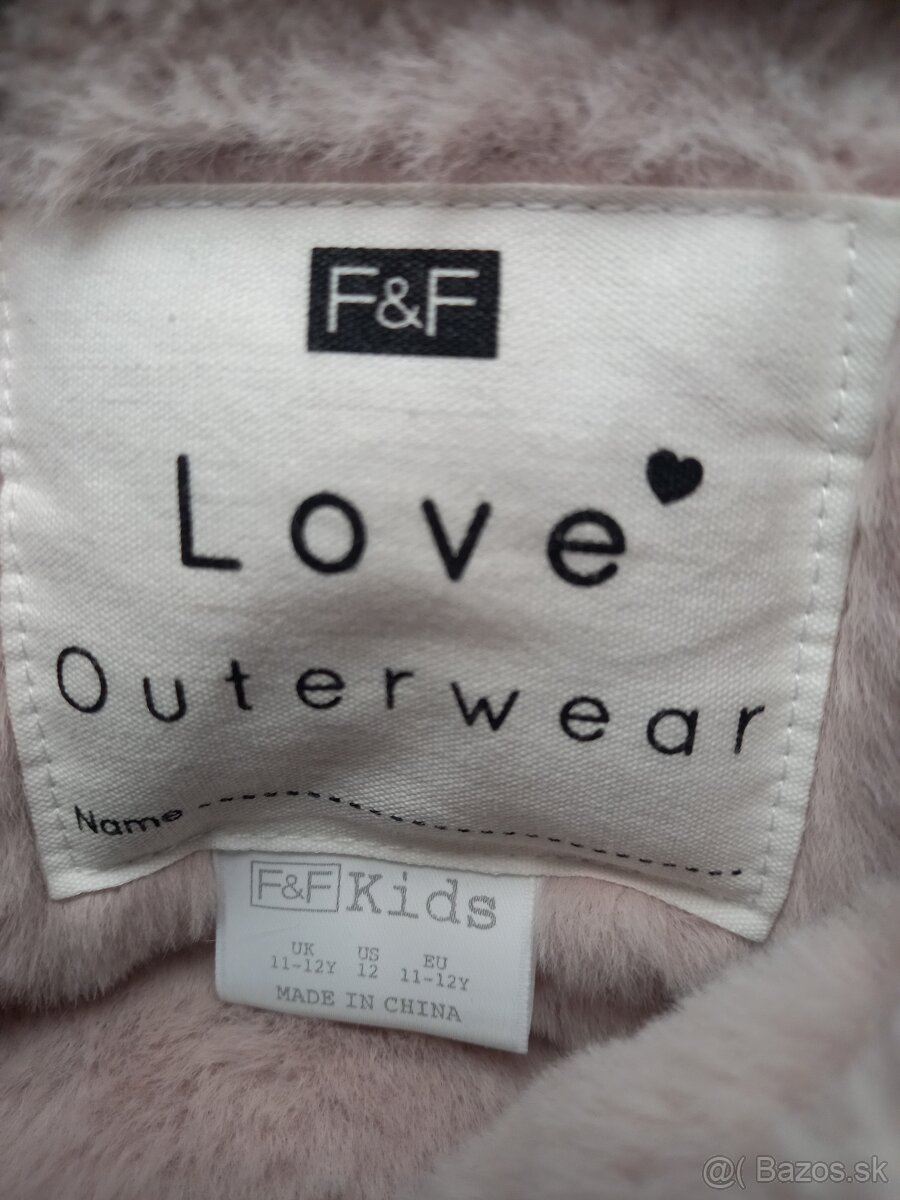 F&F
Love
Outerwear
Name
F&F Kids
UK US EU
11-12Y 12 11-12Y
MADE IN CHINA
@( Bazos.sk